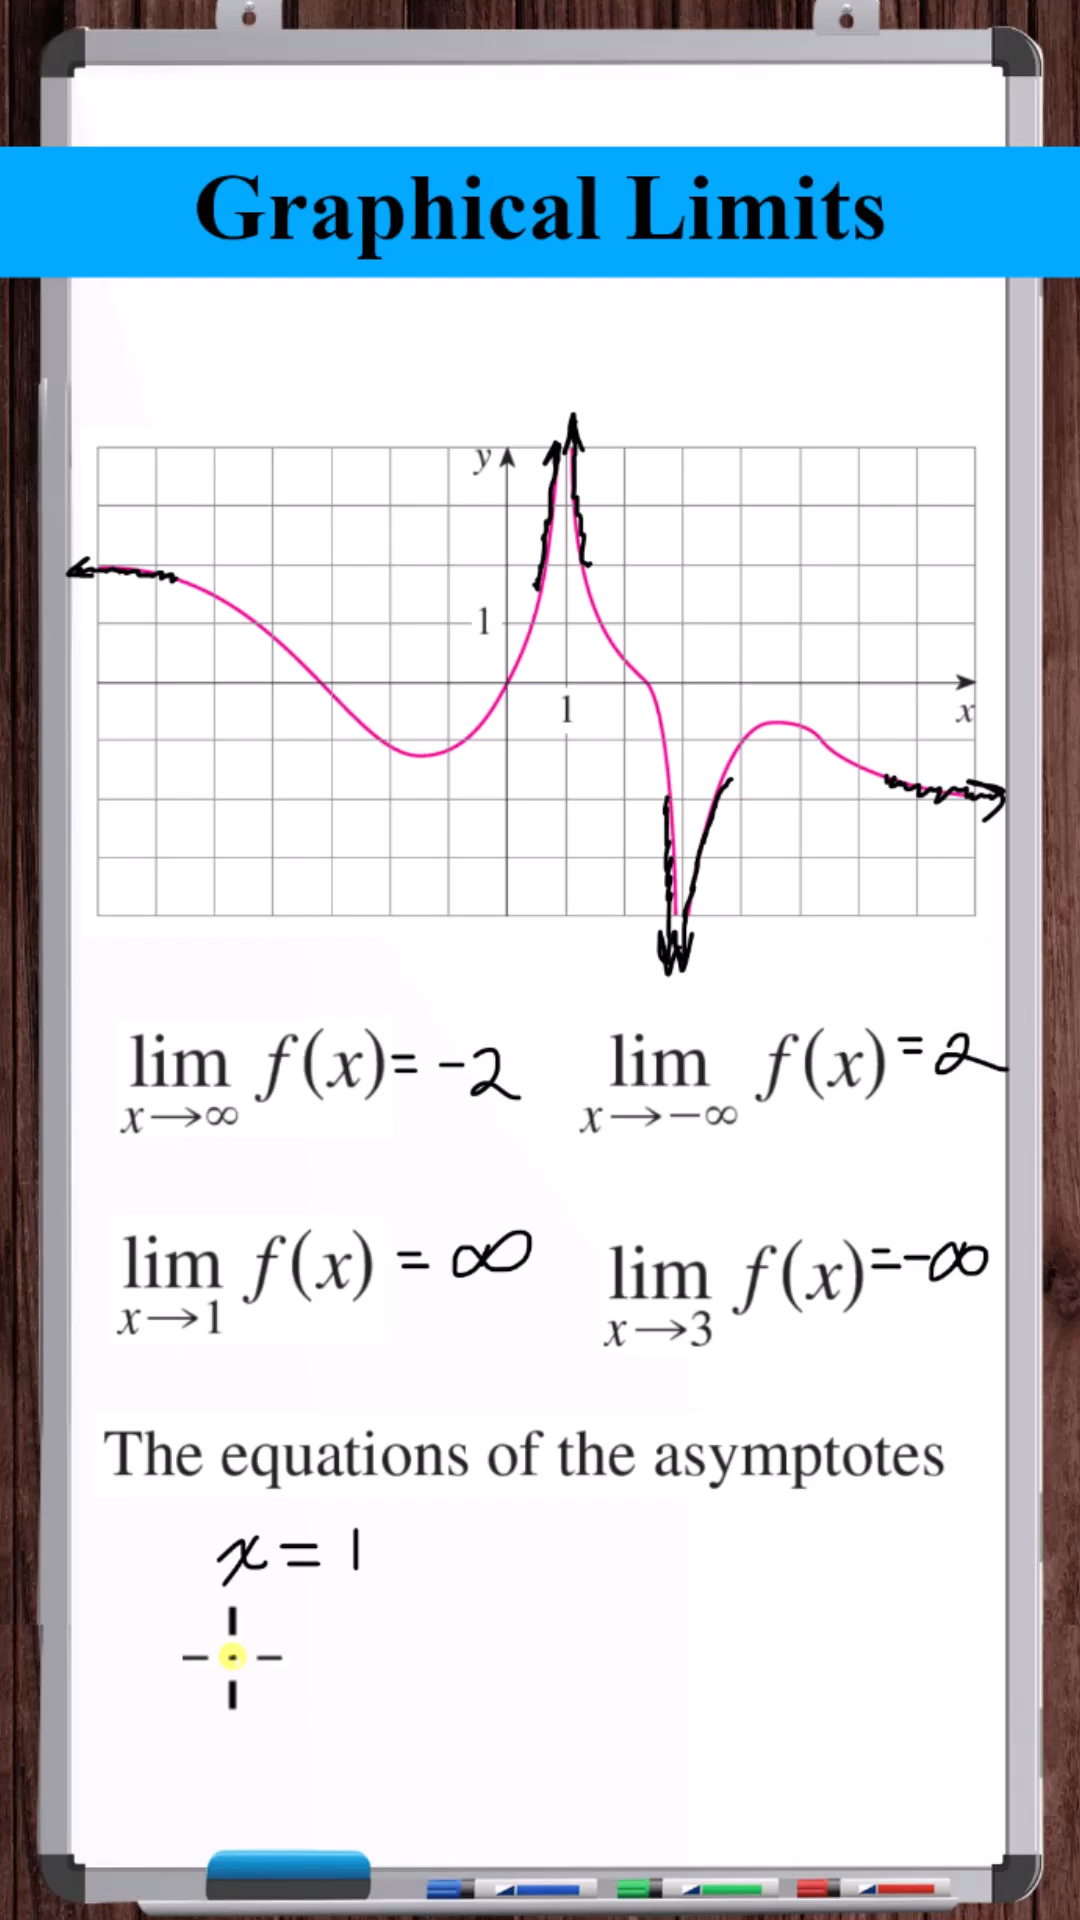 Graphical Limits
y
1
1
x
lim f(x) = -2 lim f(x) = 2
x→∞ x→-∞
lim f(x) = ∞ lim f(x) = -∞
x→1 x→3
The equations of the asymptotes
x = 1